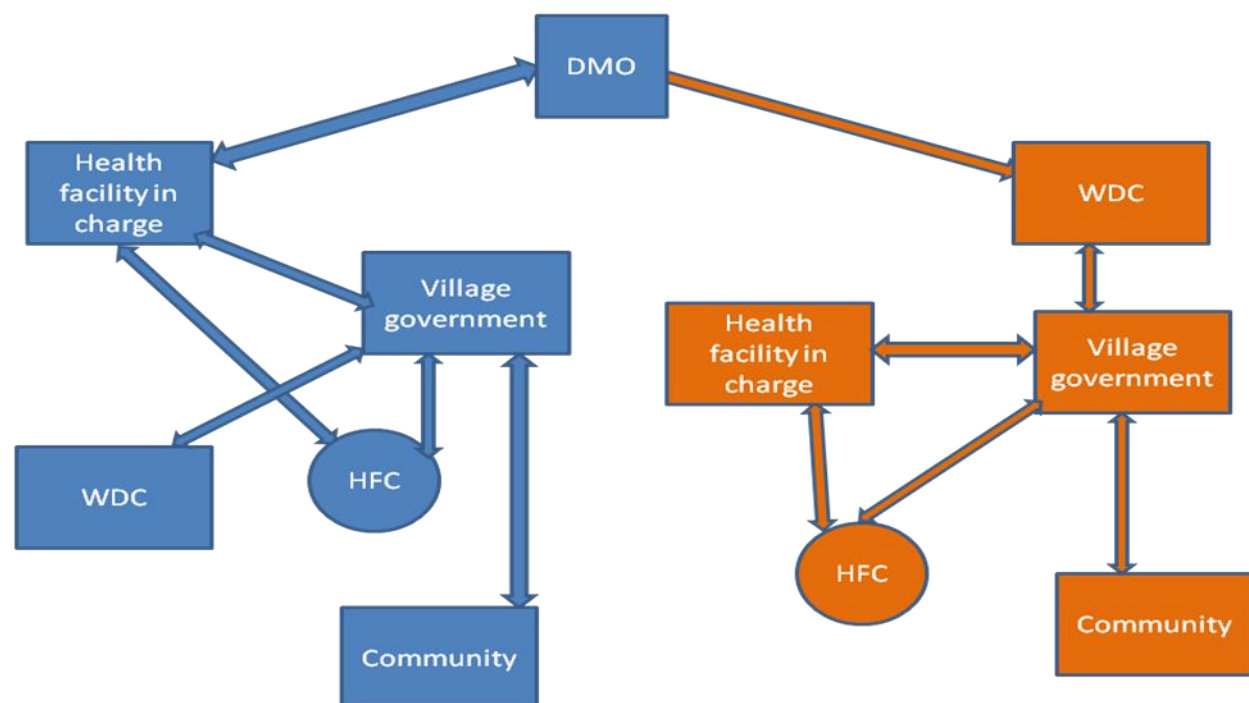 DMO
Health
facility in
charge
Village
government
WDC
HFC
Community
WDC
Health
facility in
charge
Village
government
HFC
Community